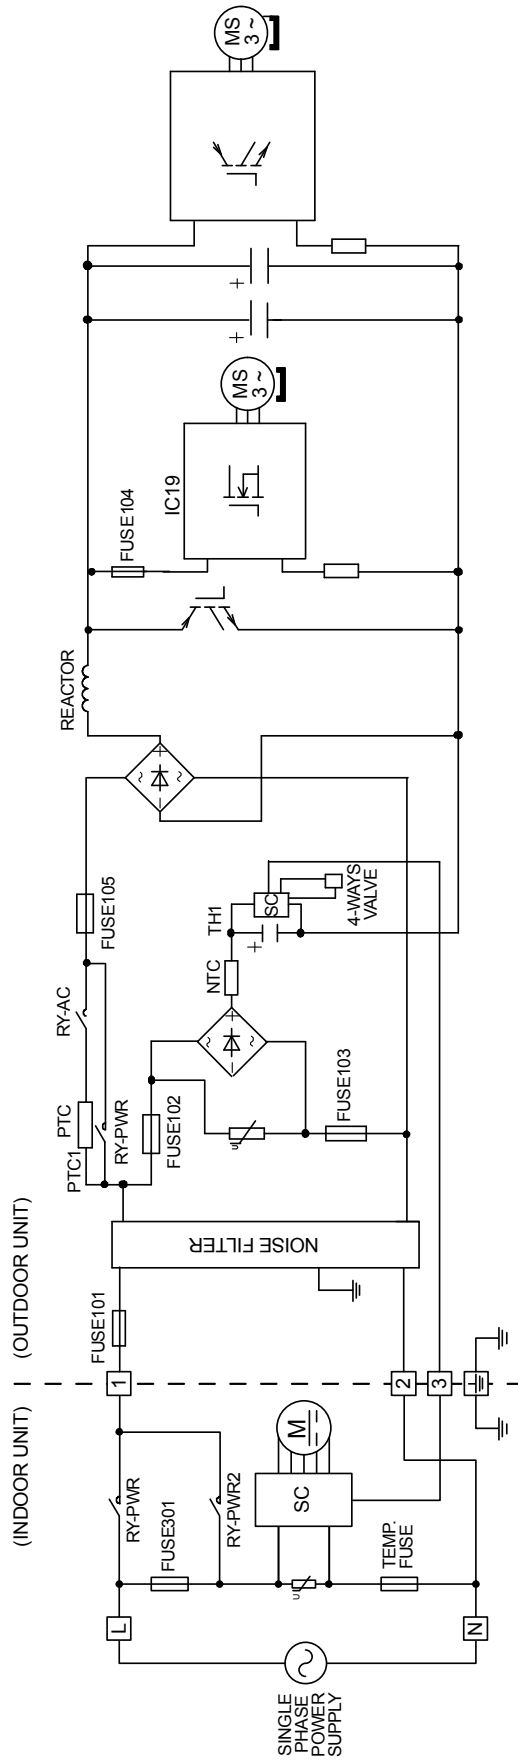 (INDOOR UNIT)
(OUTDOOR UNIT)
SINGLE
PHASE
POWER
SUPPLY
L
N
RY-PWR
FUSE301
RY-PWR2
U
TEMP.
FUSE
SC
M
1
2
3
FUSE101
NOISE FILTER
PTC1
PTC
RY-AC
RY-PWR
FUSE102
FUSE105
U
FUSE103
~
+
~
NTC
TH1
+
SC
4-WAYS
VALVE
~
+
~
REACTOR
FUSE104
IC19
MS
3 ~
+
+
MS
3 ~